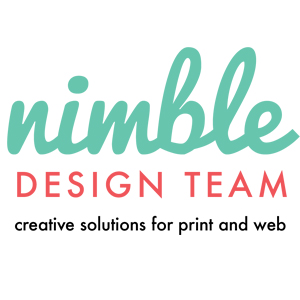 nimble
DESIGN TEAM
creative solutions for print and web